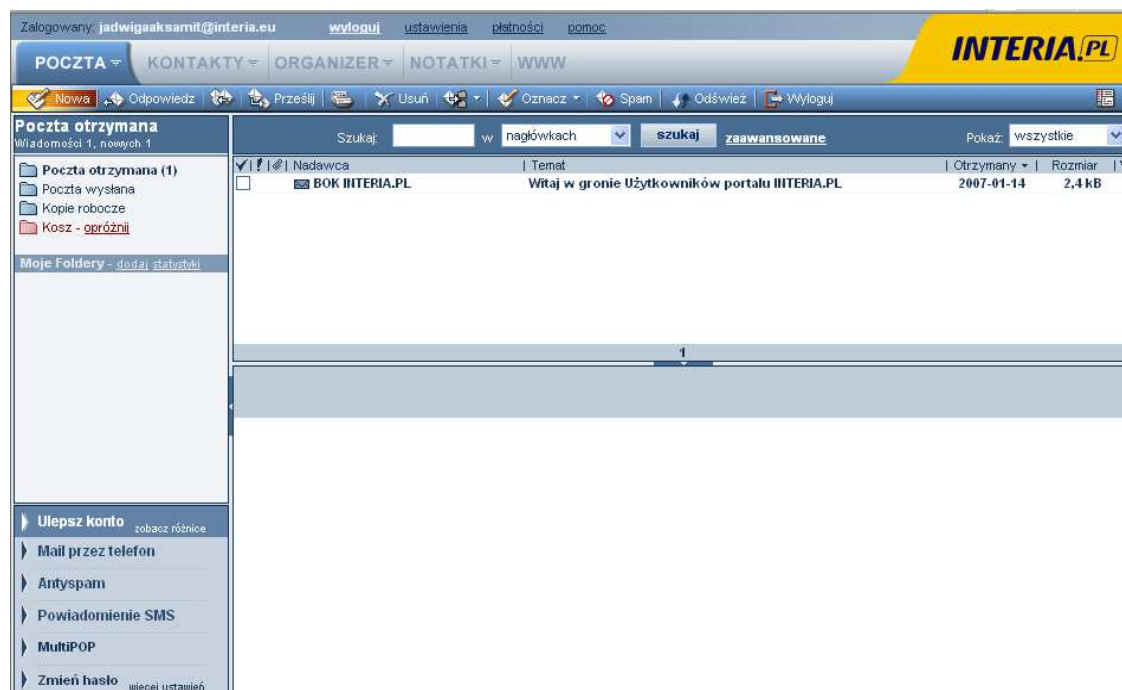 Zalogowany: jadwigaaksamit@interia.eu wyloguj ustawienia płatności pomoc
INTERIA.PL
POCZTA KONTAKTY ORGANIZER NOTATKI WWW
Nowa Odpowiedz Prześlij Usuń Oznacz Spam Odśwież Wyloguj
Poczta otrzymana
Wiadomości 1, nowych 1
Szukaj: w nagłówkach szukaj zaawansowane Pokaż: wszystkie
Nadawca | Temat | Otrzymany | Rozmiar
BOK INTERIA.PL Witaj w gronie Użytkowników portalu INTERIA.PL 2007-01-14 2,4 kB
Poczta otrzymana (1)
Poczta wysłana
Kopie robocze
Kosz - opróżnij
Moje Foldery - dodaj statystyki
1
Ulepsz konto zobacz różnice
Mail przez telefon
Antyspam
Powiadomienie SMS
MultiPOP
Zmień hasło więcej ustawień